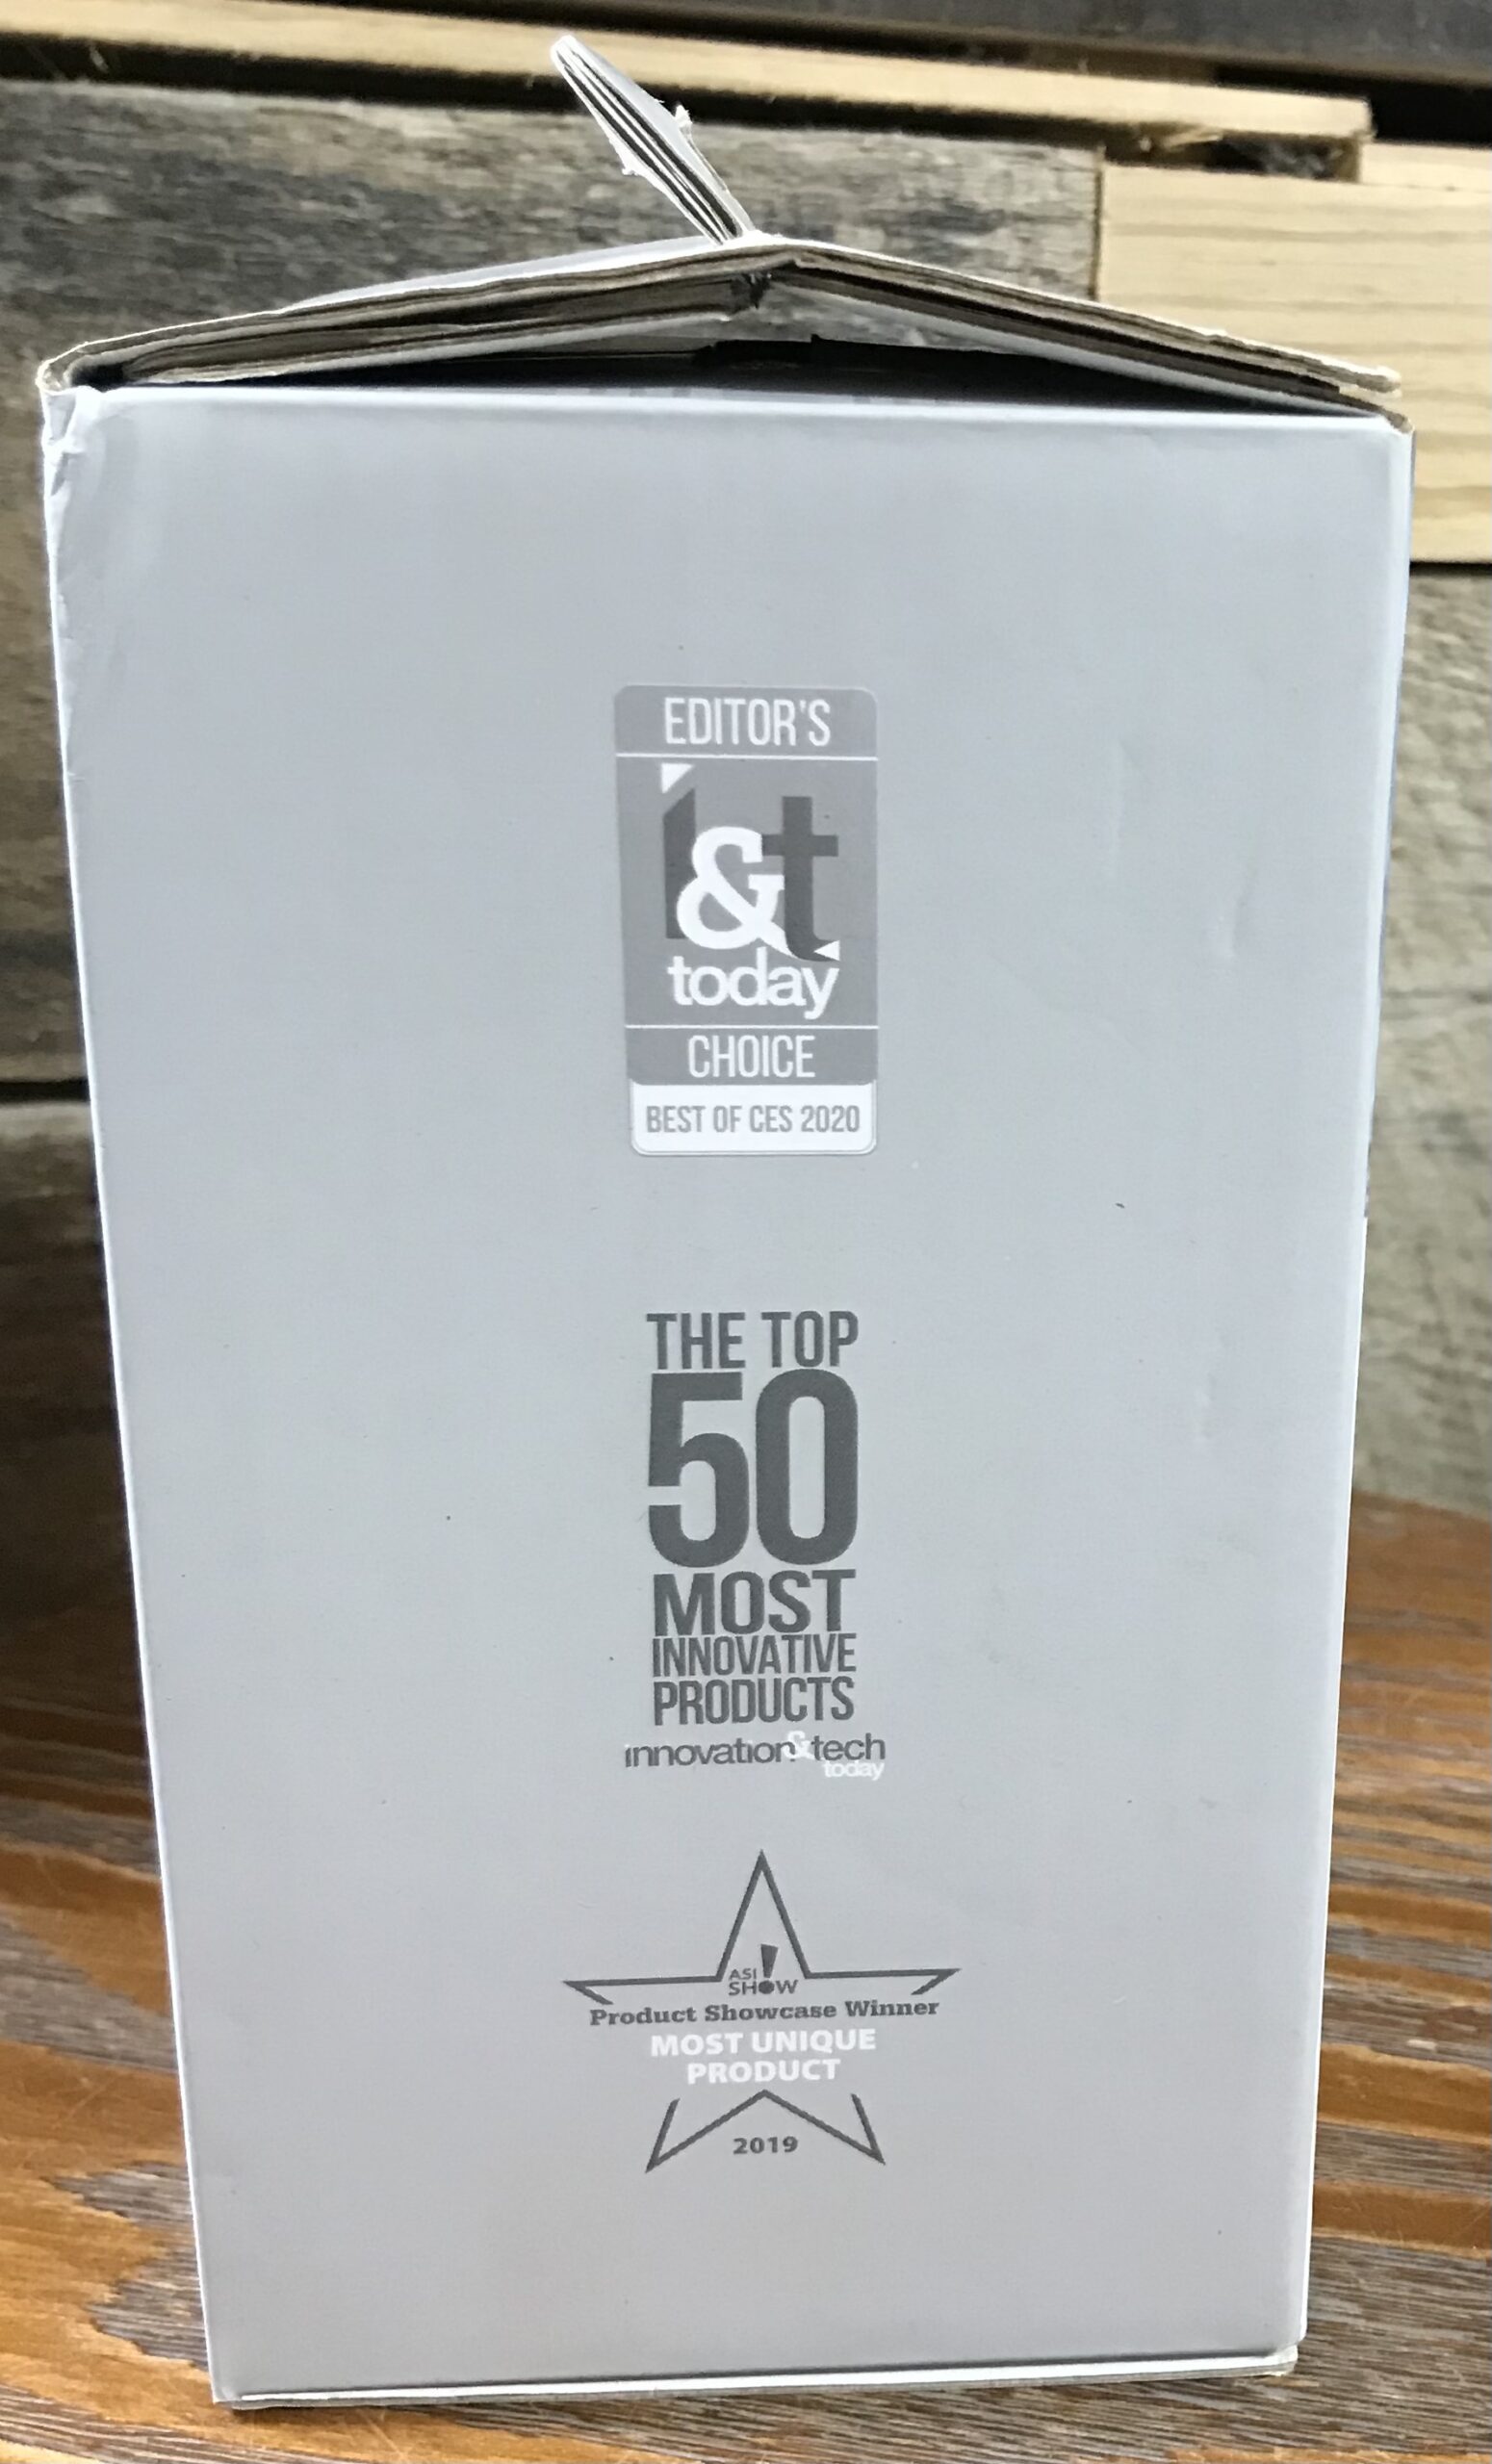 EDITOR'S
i&t
today
CHOICE
BEST OF CES 2020
THE TOP
50
MOST
INNOVATIVE
PRODUCTS
innovation&tech
today
ASI
SHOW
Product Showcase Winner
MOST UNIQUE
PRODUCT
2019